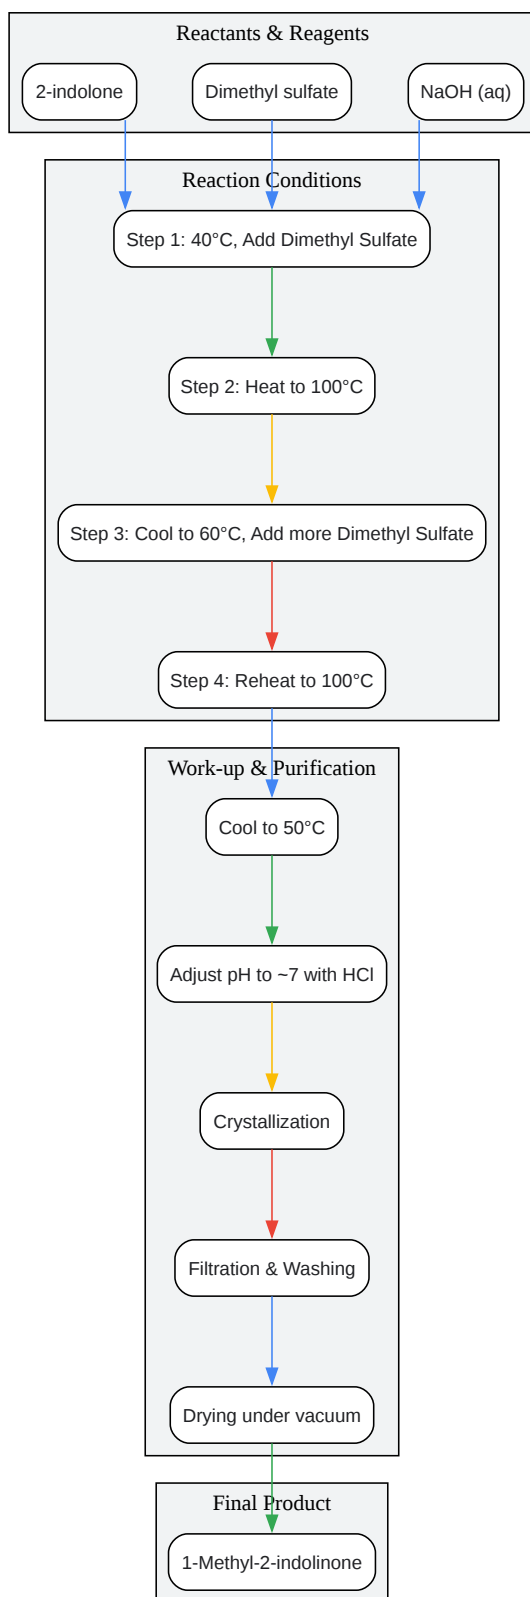 Reactants & Reagents
2-indolone
Dimethyl sulfate
NaOH (aq)
Reaction Conditions
Step 1: 40°C, Add Dimethyl Sulfate
Step 2: Heat to 100°C
Step 3: Cool to 60°C, Add more Dimethyl Sulfate
Step 4: Reheat to 100°C
Work-up & Purification
Cool to 50°C
Adjust pH to ~7 with HCl
Crystallization
Filtration & Washing
Drying under vacuum
Final Product
1-Methyl-2-indolinone